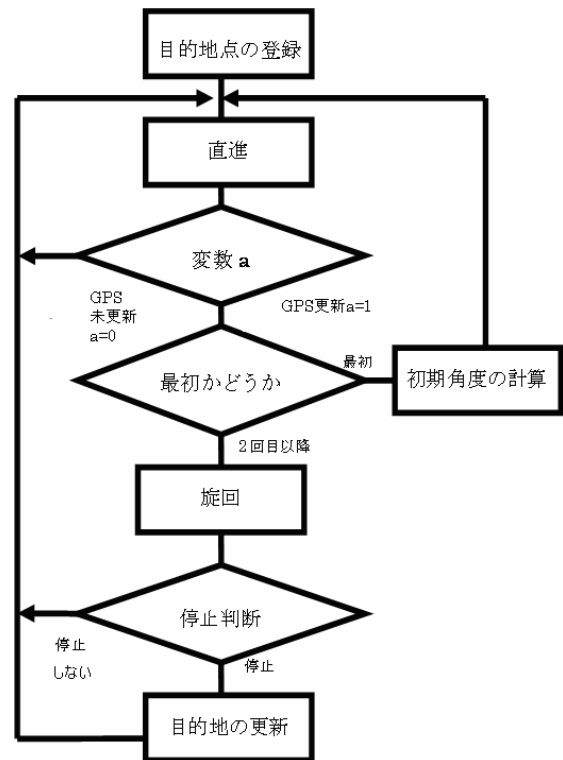 目的地点の登録
直進
変数 a
GPS
未更新
a=0
GPS更新a=1
最初かどうか
最初
初期角度の計算
2回目以降
旋回
停止判断
停止
しない
停止
目的地の更新